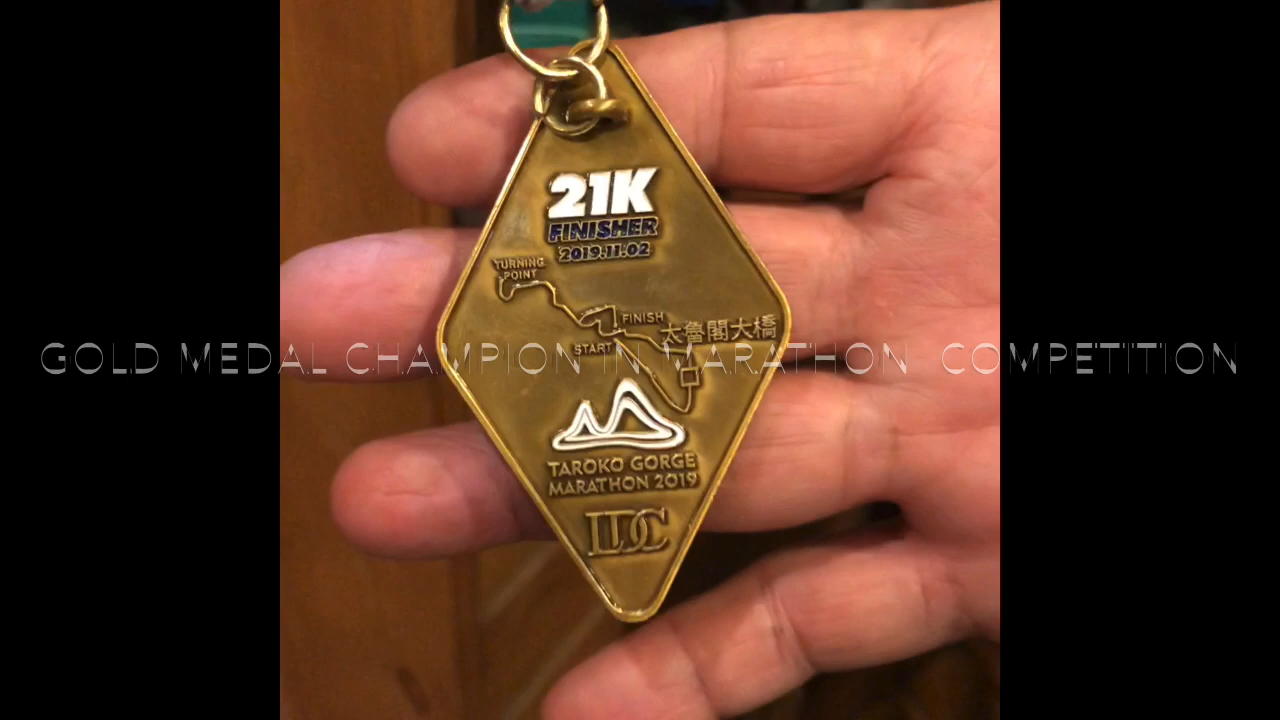 21K
FINISHER
2019.11.02
TURNING
POINT
FINISH
太魯閣大橋
START
GOLD MEDAL CHAMPION IN MARATHON COMPETITION
TAROKO GORGE
MARATHON 2019
LDC